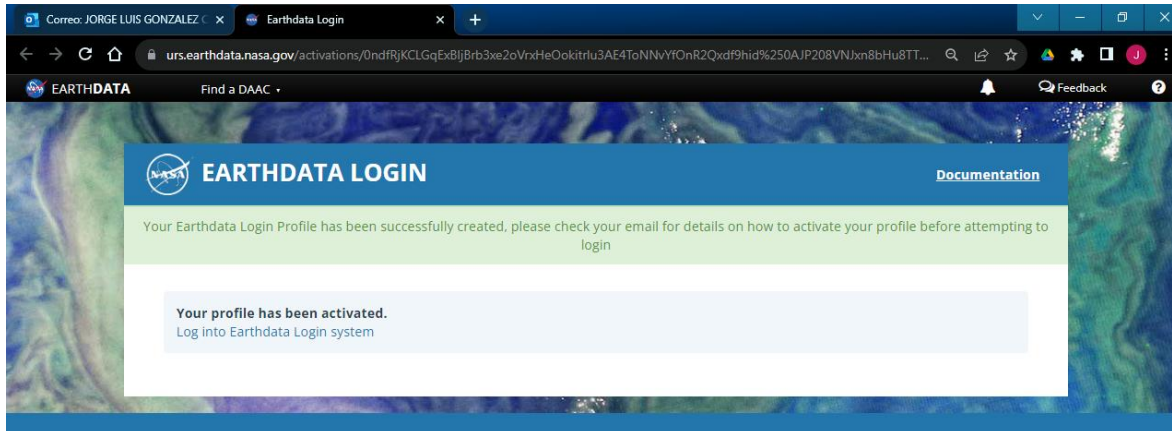 Correo: JORGE LUIS GONZALEZ C
Earthdata Login
urs.earthdata.nasa.gov/activations/0ndfRjKCLGqExBljBrb3xe2oVrxHeOokitrlu3AE4ToNNvYfOnR2Qxdf9hid%250AJP208VNJxn8bHu8TT...
J
EARTHDATA
Find a DAAC
Feedback
NASA
EARTHDATA LOGIN
Documentation
Your Earthdata Login Profile has been successfully created, please check your email for details on how to activate your profile before attempting to
login
Your profile has been activated.
Log into Earthdata Login system